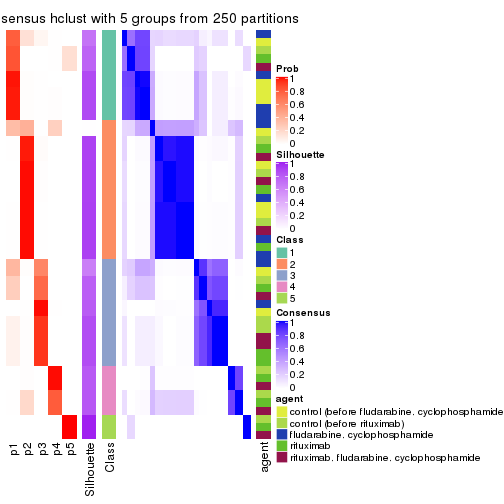 sensus hclust with 5 groups from 250 partitions
Prob
1
0.8
0.6
0.4
0.2
0
Silhouette
1
0.8
0.6
0.4
0.2
0
Class
1
2
3
4
5
Consensus
1
0.8
0.6
0.4
0.2
0
agent
control (before fludarabine. cyclophosphamide
control (before rituximab)
fludarabine. cyclophosphamide
rituximab
rituximab. fludarabine. cyclophosphamide
p1
p2
p3
p4
p5
Silhouette
Class
agent